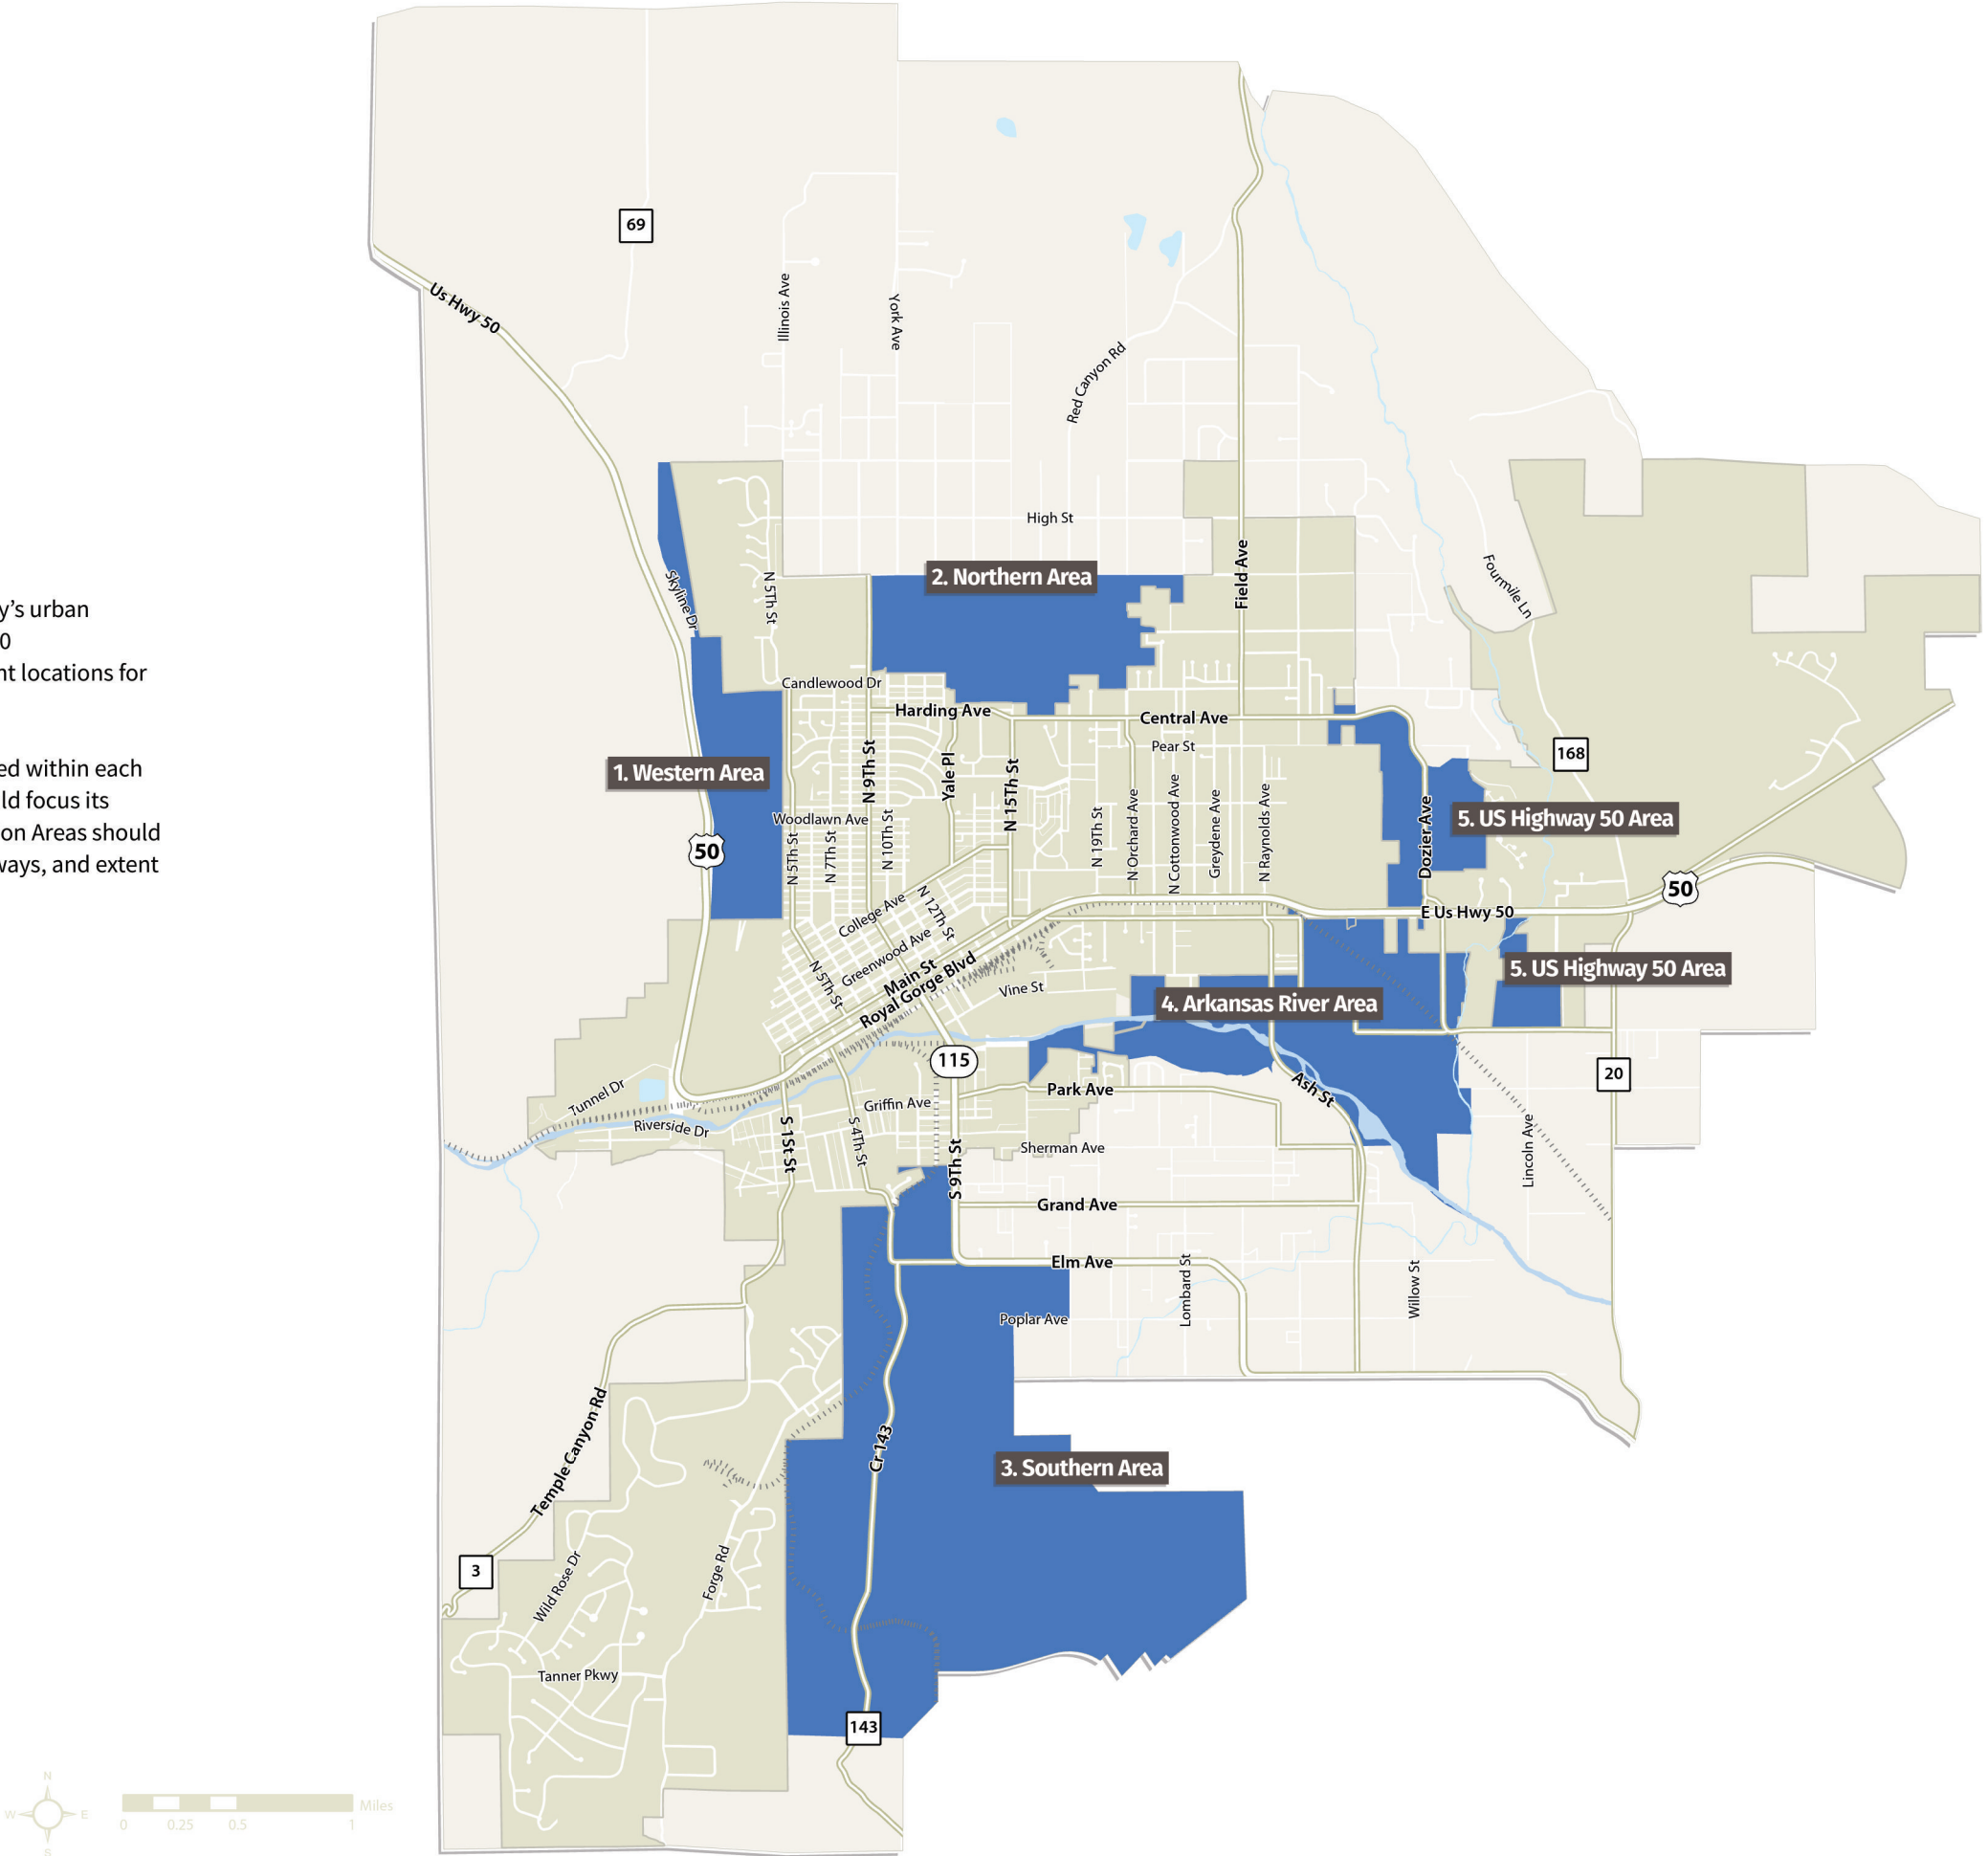 y's urban
0
nt locations for
ed within each
ld focus its
on Areas should
ways, and extent
69
Us Hwy 50
Illinois Ave
York Ave
Red Canyon Rd
High St
Field Ave
Fourmile Ln
Skyline Dr
N 5Th St
2. Northern Area
Candlewood Dr
Harding Ave
Central Ave
Pear St
168
1. Western Area
N 9Th St
Yale Pl
N 15Th St
50
Woodlawn Ave
N 5Th St
N 7Th St
N 10Th St
N 19Th St
N Orchard Ave
N Cottonwood Ave
Greydene Ave
N Raynolds Ave
Dozier Ave
5. US Highway 50 Area
50
E Us Hwy 50
College Ave
N 12Th St
Greenwood Ave
Main St
Royal Gorge Blvd
N 5Th St
Vine St
5. US Highway 50 Area
4. Arkansas River Area
115
20
Tunnel Dr
Riverside Dr
Griffin Ave
Park Ave
Ash St
S 1St St
S 4Th St
S 9Th St
Sherman Ave
Lincoln Ave
Grand Ave
Elm Ave
Lombard St
Willow St
Poplar Ave
Temple Canyon Rd
Cr 143
3. Southern Area
3
Wild Rose Dr
Forge Rd
Tanner Pkwy
143
N
W
E
S
Miles
0
0.25
0.5
1